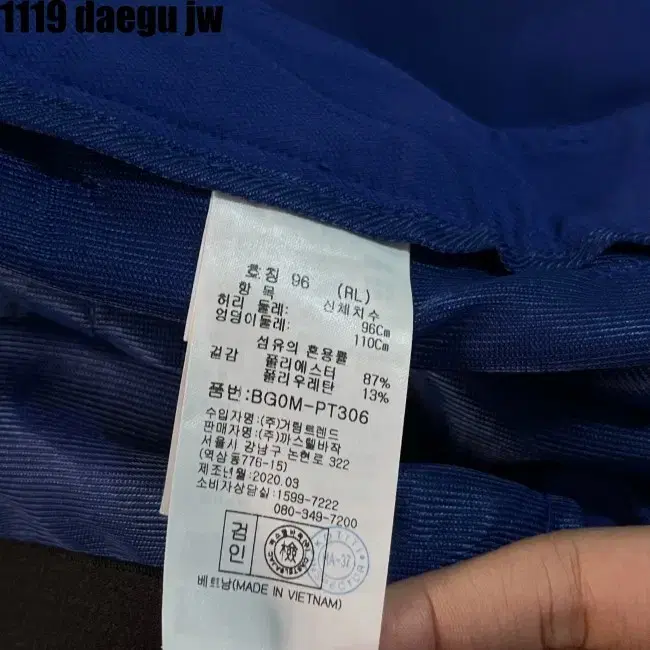 1119 daegu jw
호칭 96 (RL)
항목 신체치수
허리 둘레: 96Cm
엉덩이둘레: 110Cm
섬유의 혼용률
겉감 폴리에스터 87%
폴리우레탄 13%
품번:BG0M-PT306
수입자명:(주)거림트렌드
판매자명:(주)까스텔바작
서울시 강남구 논현로 322
(역삼동776-15)
제조년월:2020.03
소비자상담실:1599-7222
080-349-7200
검인
檢
MA-37
베트남(MADE IN VIETNAM)